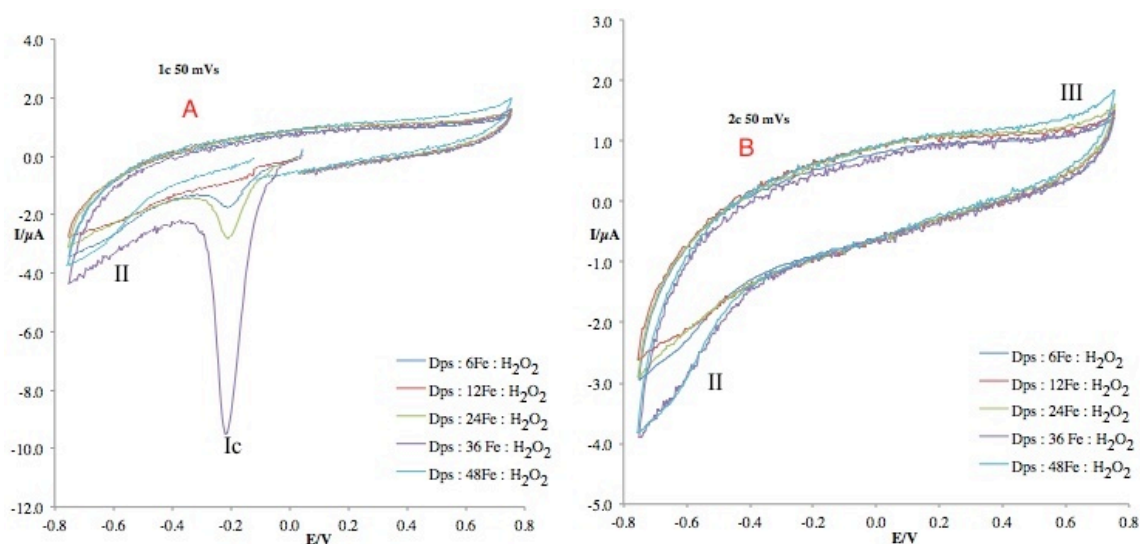 1c 50 mVs
A
4.0
2.0
0.0
-2.0
I/µA
-4.0
-6.0
-8.0
-10.0
-12.0
II
Ic
Dps : 6Fe : H2O2
Dps : 12Fe : H2O2
Dps : 24Fe : H2O2
Dps : 36 Fe : H2O2
Dps : 48Fe : H2O2
-0.8 -0.6 -0.4 -0.2 0.0 0.2 0.4 0.6 0.8
E/V
3.0
2.0
1.0
0.0
I/µA
-1.0
-2.0
-3.0
-4.0
-5.0
2c 50 mVs
B
III
II
Dps : 6Fe : H2O2
Dps : 12Fe : H2O2
Dps : 24Fe : H2O2
Dps : 36 Fe : H2O2
Dps : 48Fe : H2O2
-0.8 -0.6 -0.4 -0.2 0.0 0.2 0.4 0.6 0.8
E/V